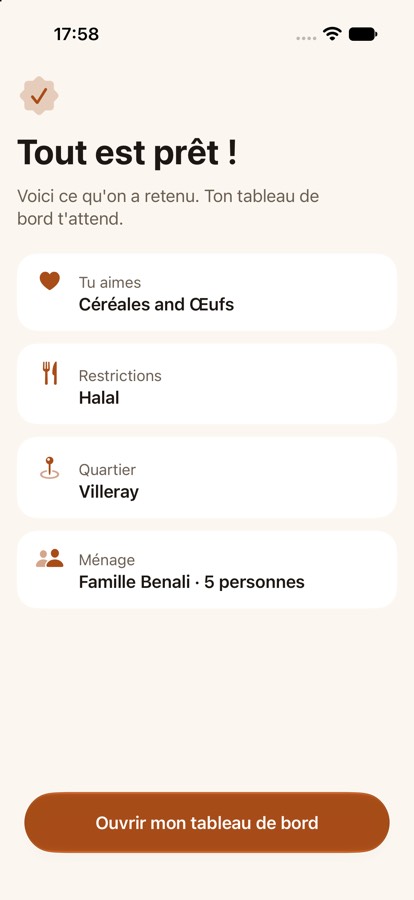 17:58
Tout est prêt !
Voici ce qu'on a retenu. Ton tableau de
bord t'attend.
Tu aimes
Céréales and Œufs
Restrictions
Halal
Quartier
Villeray
Ménage
Famille Benali · 5 personnes
Ouvrir mon tableau de bord